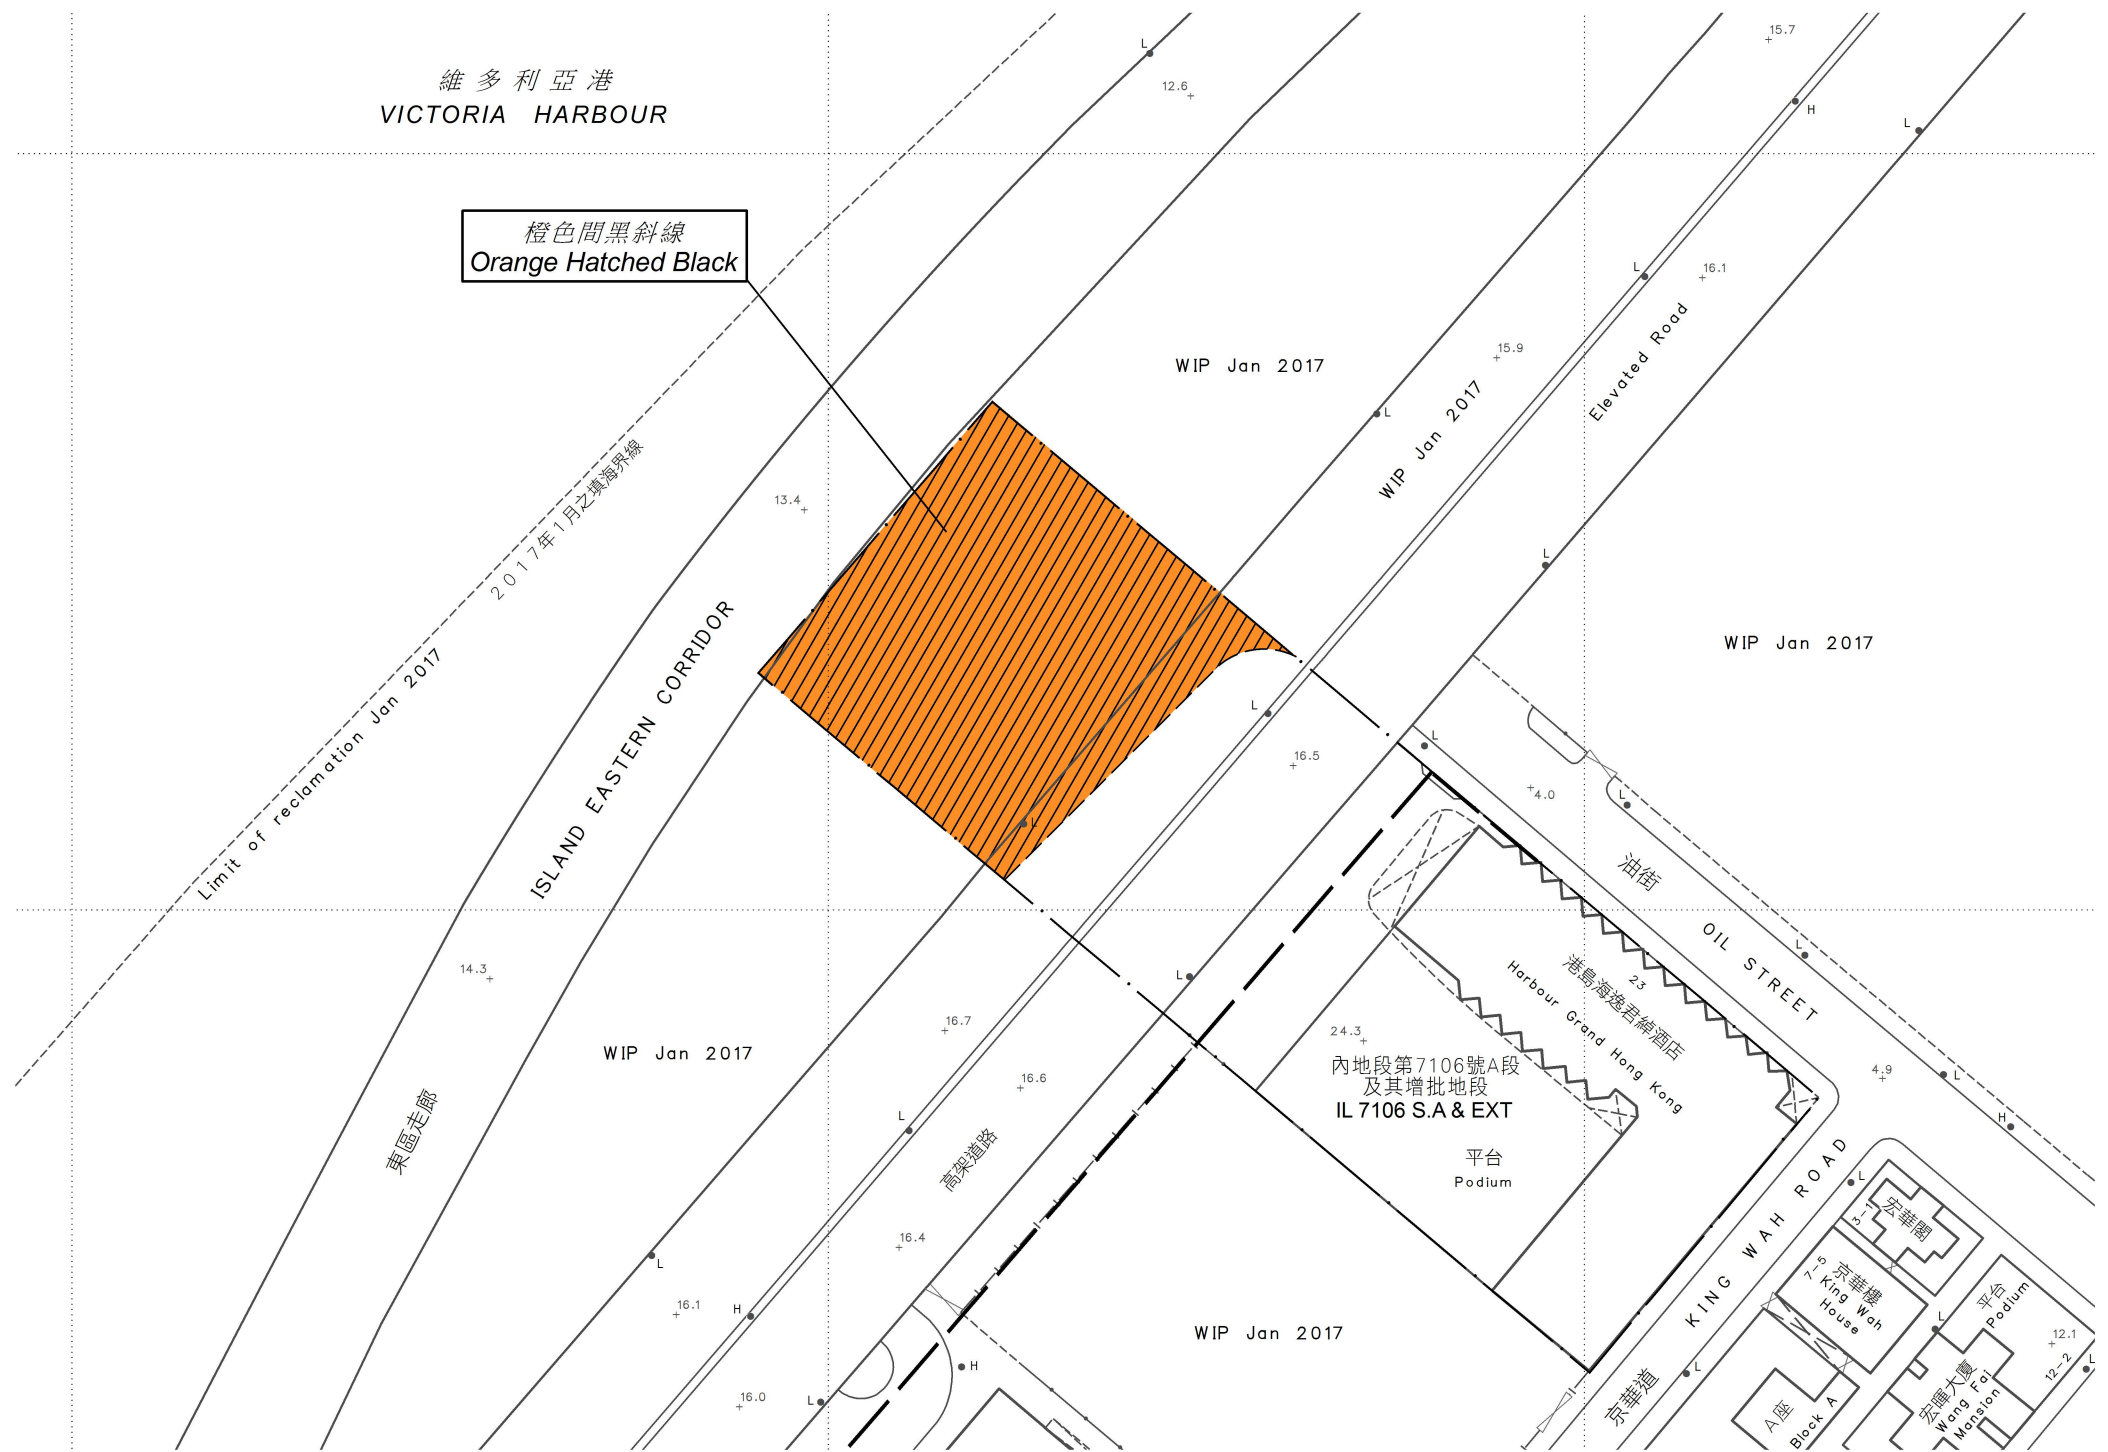 維多利亞港
VICTORIA HARBOUR
橙色間黑斜線
Orange Hatched Black
L
12.6
15.7
H
L
L
16.1
15.9
WIP Jan 2017
WIP Jan 2017
Elevated Road
L
13.4
2017年1月之填海界線
Limit of reclamation Jan 2017
ISLAND EASTERN CORRIDOR
東區走廊
L
WIP Jan 2017
L
16.5
L
4.0
L
L
油街
OIL STREET
L
14.3
WIP Jan 2017
16.7
16.6
L
L
高架道路
16.4
L
16.1
H
16.0
L
H
港島海逸君綽酒店
23
Harbour Grand Hong Kong
24.3
內地段第7106號A段
及其增批地段
IL 7106 S.A & EXT
平台
Podium
WIP Jan 2017
4.9
L
H
L
KING WAH ROAD
京華道
L
宏華閣
3-1
7-5
京華樓
King Wah
House
平台
Podium
L
12.1
12-2
L
宏暉大廈
Wang Fai
Mansion
A座
Block A